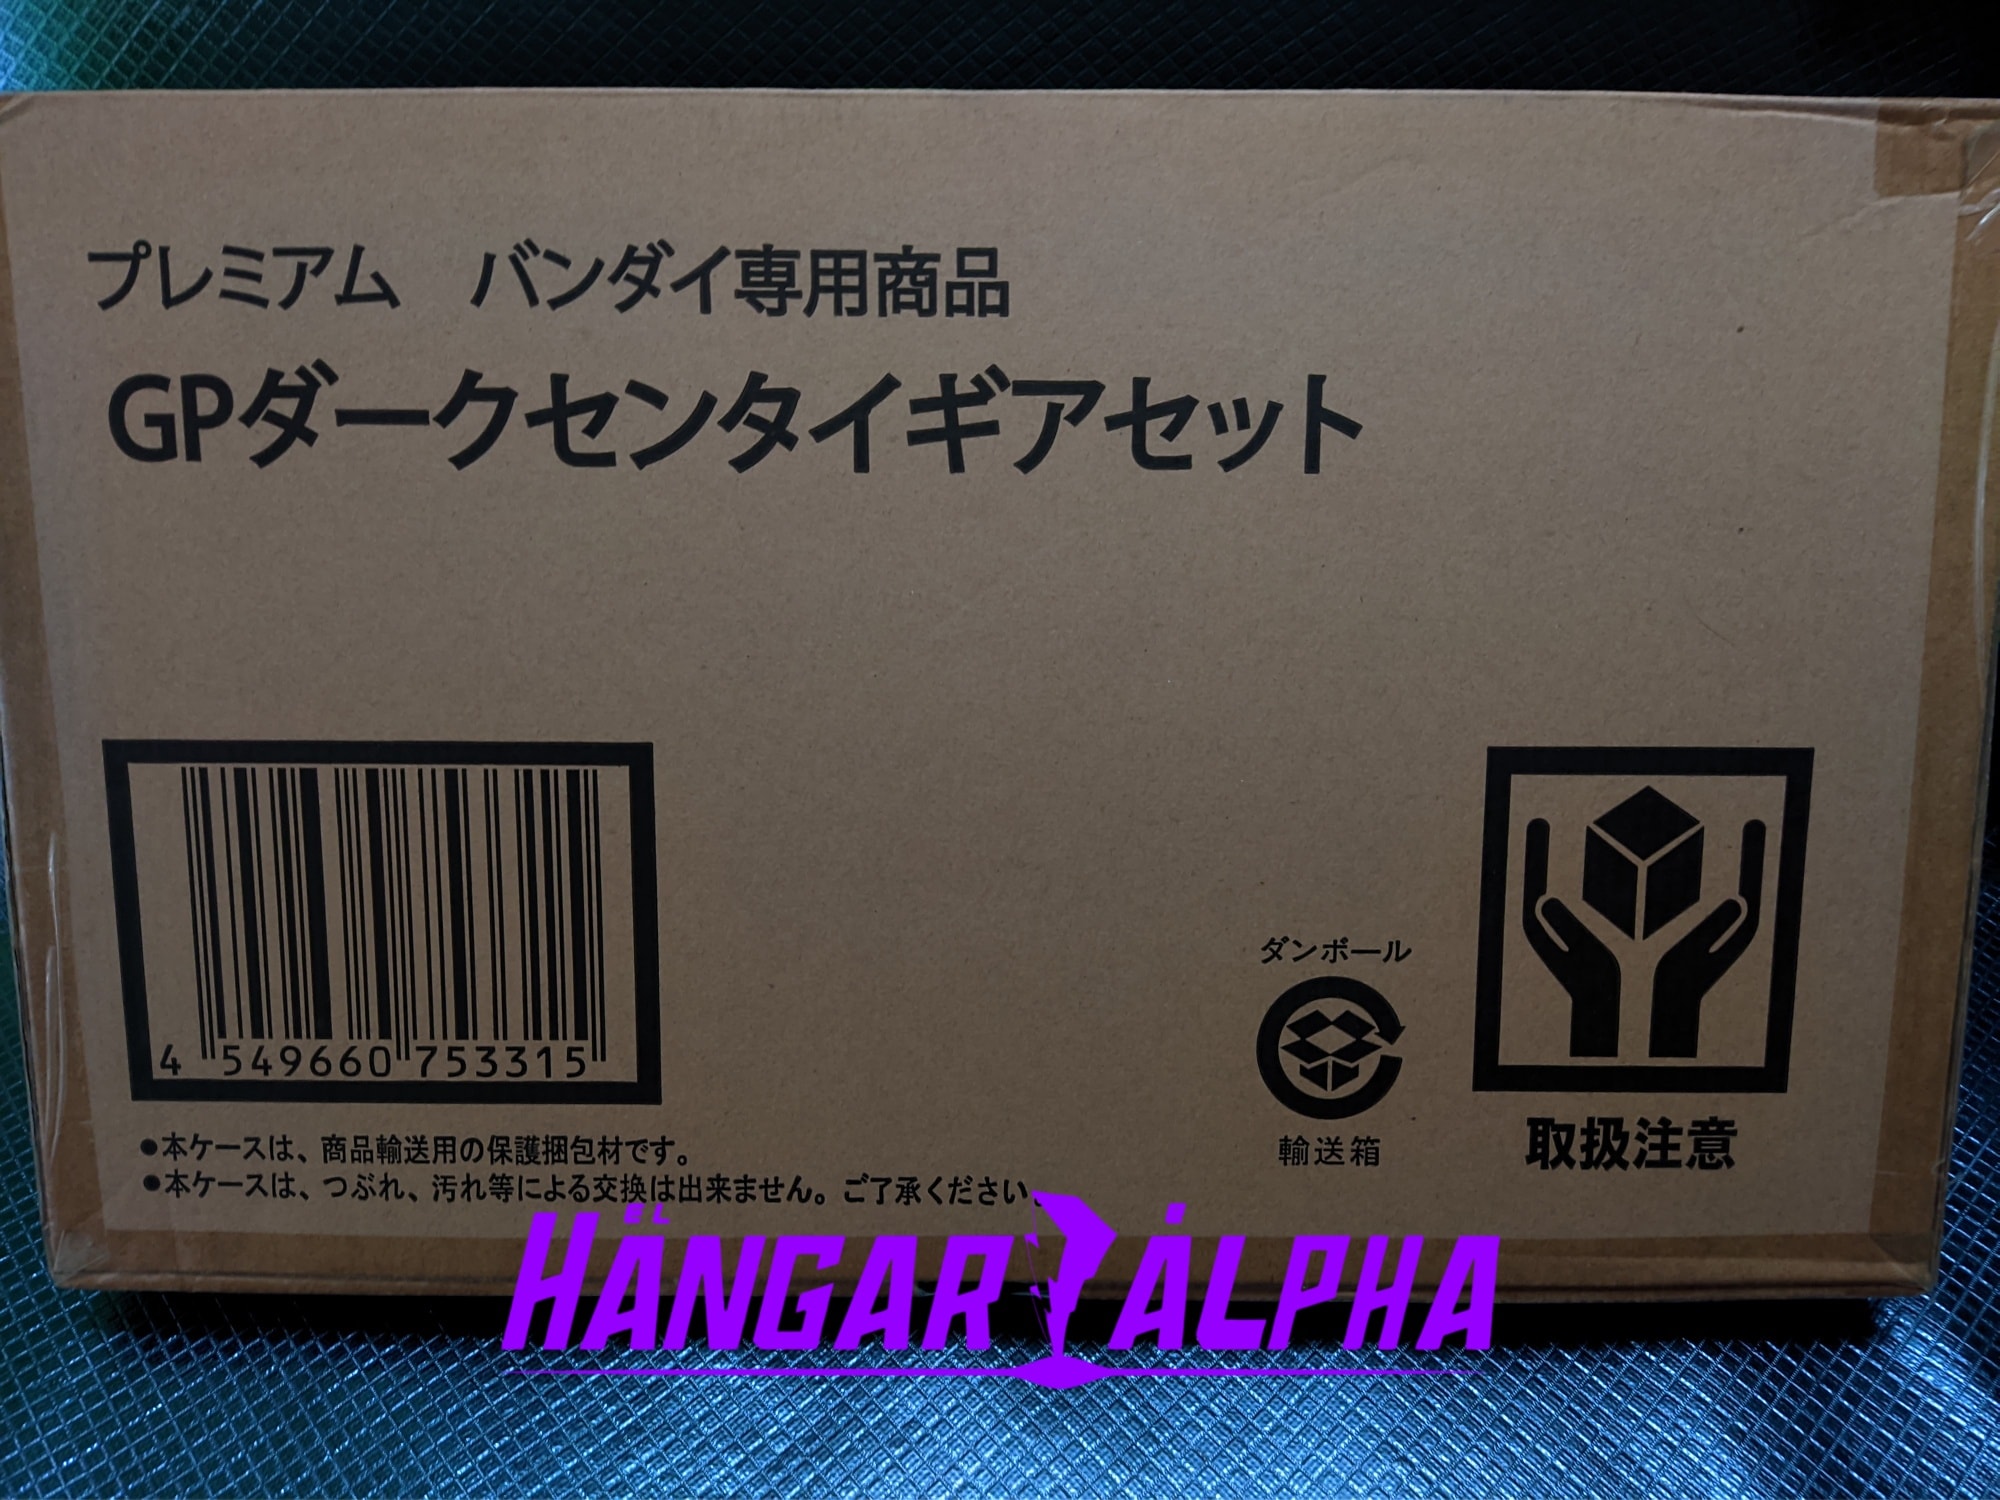 プレミアム　バンダイ専用商品
GPダークセンタイギアセット
4 549660 753315
●本ケースは、商品輸送用の保護梱包材です。
●本ケースは、つぶれ、汚れ等による交換は出来ません。ご了承ください。
ダンボール
輸送箱
取扱注意
EL
HANGAR ALPHA